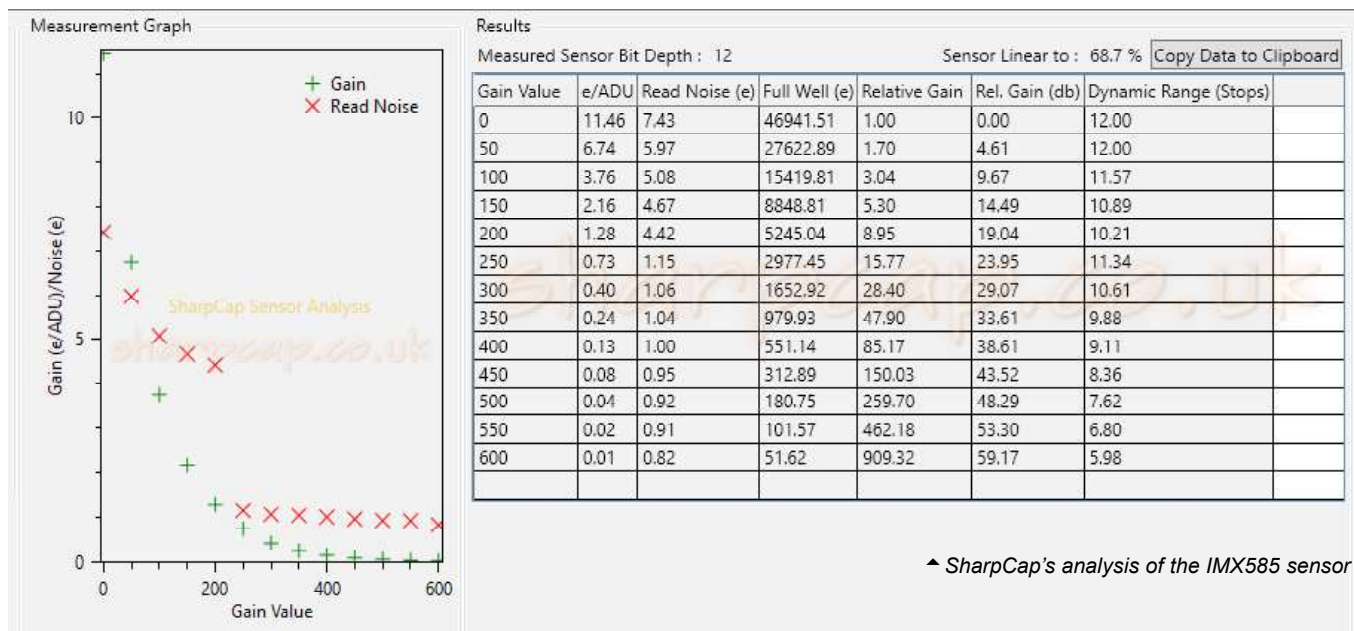 Measurement Graph
+ Gain
× Read Noise
10
5
0
Gain (e/ADU)/Noise (e)
SharpCap Sensor Analysis
sharpcap.co.uk
0 200 400 600
Gain Value
Results
Measured Sensor Bit Depth : 12 Sensor Linear to : 68.7 % Copy Data to Clipboard
Gain Value e/ADU Read Noise (e) Full Well (e) Relative Gain Rel. Gain (db) Dynamic Range (Stops)
0 11.46 7.43 46941.51 1.00 0.00 12.00
50 6.74 5.97 27622.89 1.70 4.61 12.00
100 3.76 5.08 15419.81 3.04 9.67 11.57
150 2.16 4.67 8848.81 5.30 14.49 10.89
200 1.28 4.42 5245.04 8.95 19.04 10.21
250 0.73 1.15 2977.45 15.77 23.95 11.34
300 0.40 1.06 1652.92 28.40 29.07 10.61
350 0.24 1.04 979.93 47.90 33.61 9.88
400 0.13 1.00 551.14 85.17 38.61 9.11
450 0.08 0.95 312.89 150.03 43.52 8.36
500 0.04 0.92 180.75 259.70 48.29 7.62
550 0.02 0.91 101.57 462.18 53.30 6.80
600 0.01 0.82 51.62 909.32 59.17 5.98
sharpcap.co.uk
SharpCap's analysis of the IMX585 sensor